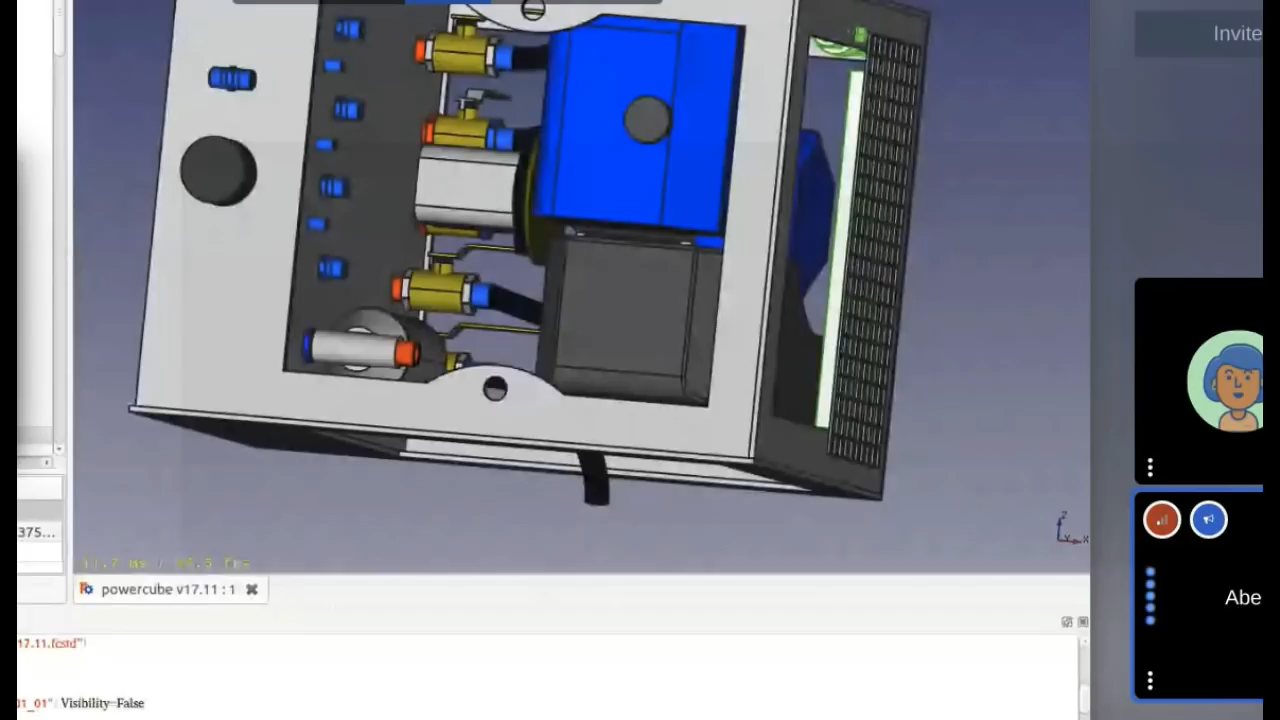 Invite
375...
powercube v17.11 : 1
17.11.fcstd")
01_01" Visibility=False
Abe
Z
Y
X